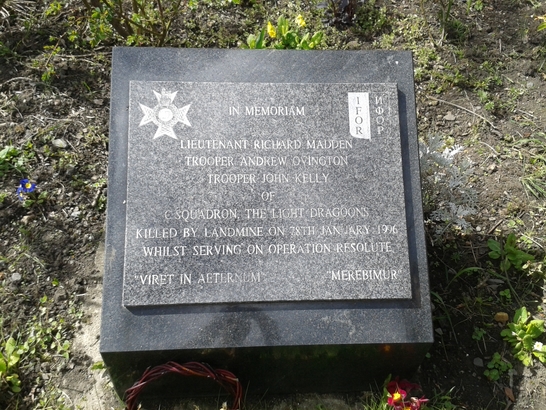 IN MEMORIAM
IFOR
ИФОР
LIEUTENANT RICHARD MADDEN
TROOPER ANDREW OVINGTON
TROOPER JOHN KELLY
OF
C SQUADRON, THE LIGHT DRAGOONS
KILLED BY LANDMINE ON 28TH JANUARY 1996
WHILST SERVING ON OPERATION RESOLUTE
"VIRET IN AETERNUM" "MEREBIMUR"